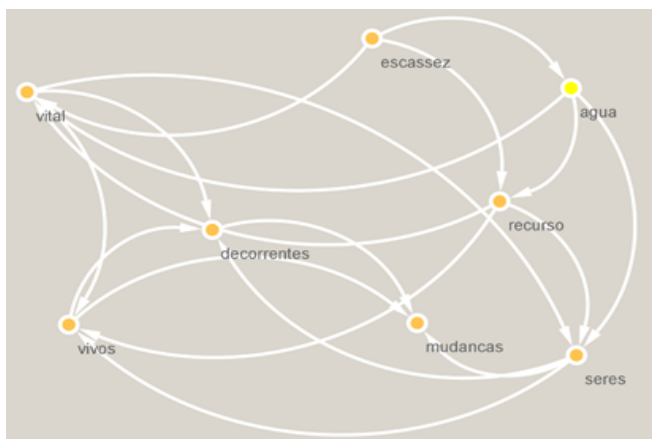 escassez
agua
vital
recurso
decorrentes
mudancas
vivos
seres